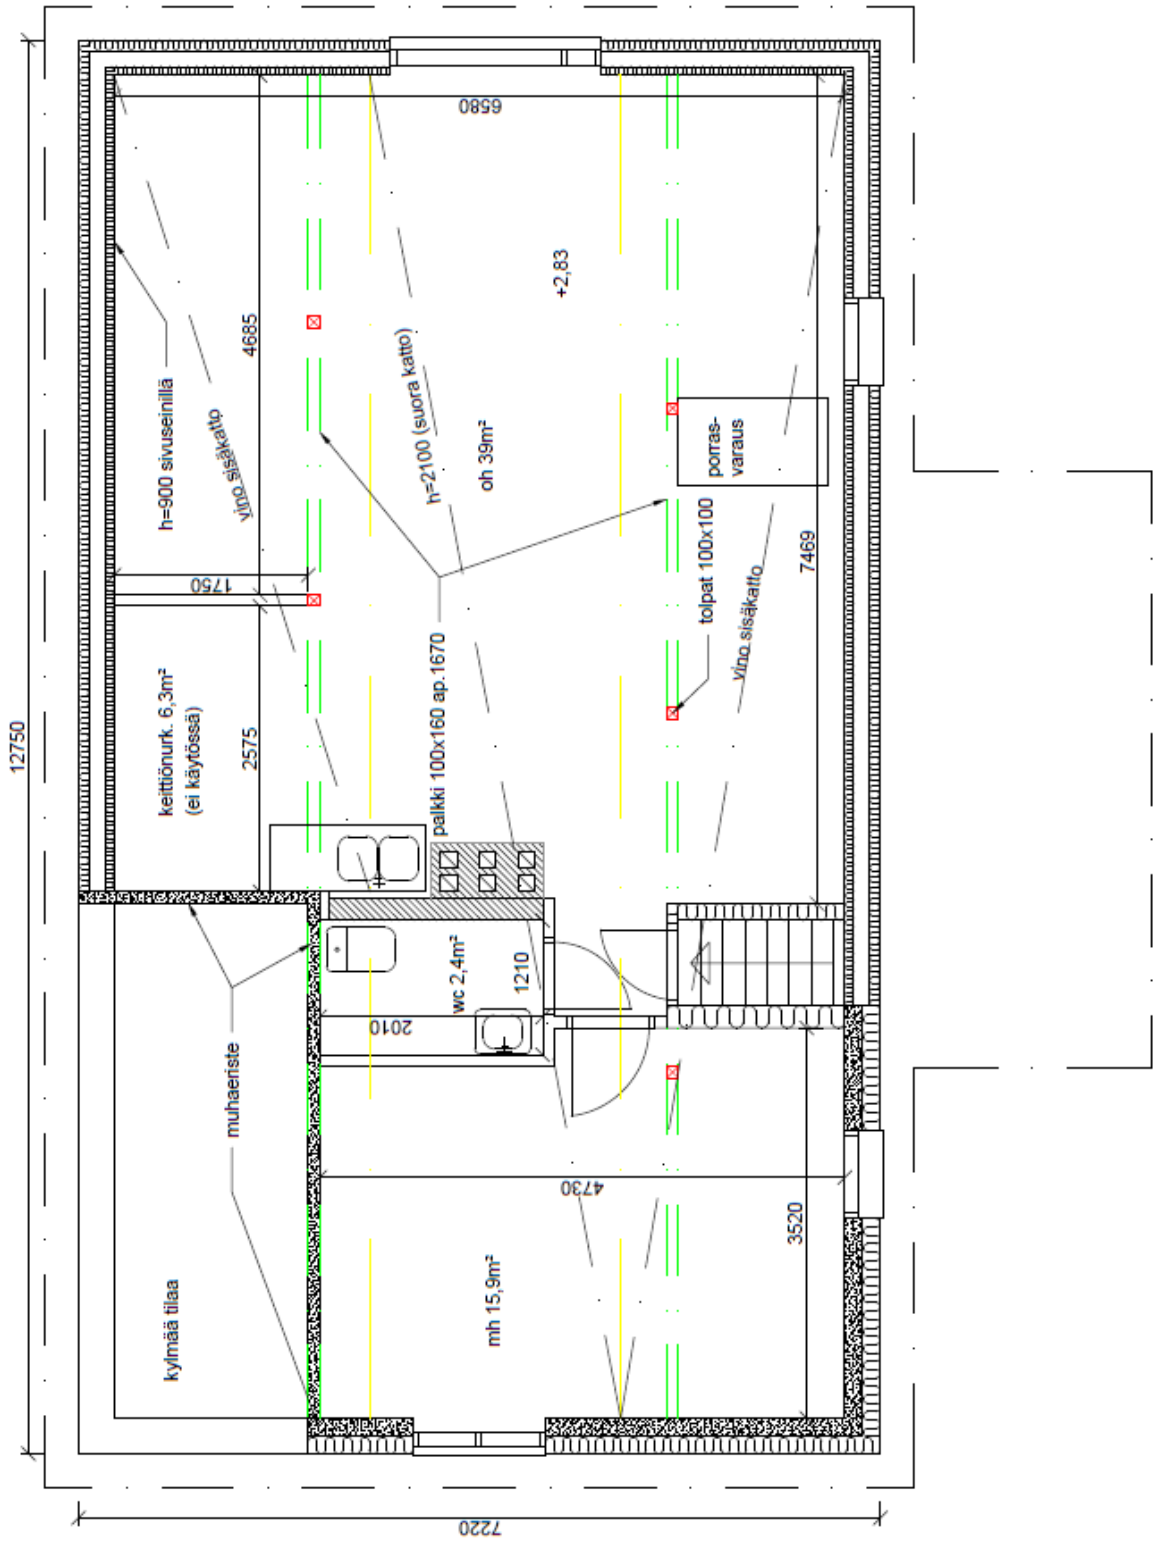 6580
12750
4685
+2,83
h=900 sivuseinillä
vino sisäkatto
h=2100 (suora katto)
oh 39m²
porras-
varaus
1750
7469
tolpat 100x100
vino sisäkatto
keittiönurk. 6,3m²
(ei käytössä)
2575
palkki 100x160 ap.1670
wc 2,4m²
1210
2010
muhaeriste
4730
3520
mh 15,9m²
kylmää tilaa
7220